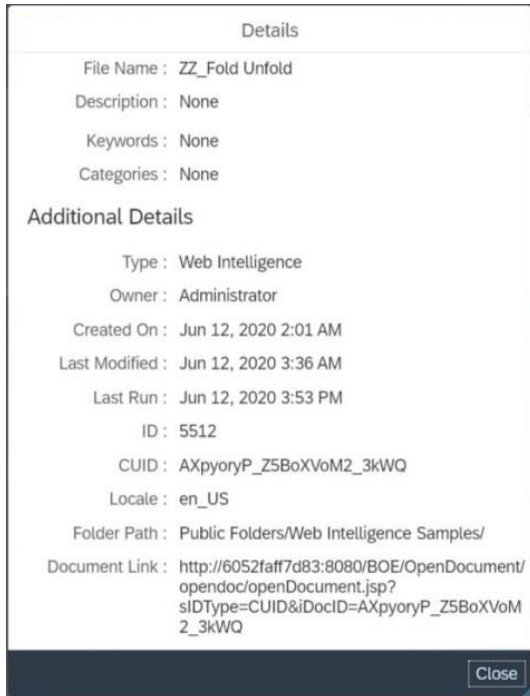 Details
File Name : ZZ_Fold Unfold
Description : None
Keywords : None
Categories : None
Additional Details
Type : Web Intelligence
Owner : Administrator
Created On : Jun 12, 2020 2:01 AM
Last Modified : Jun 12, 2020 3:36 AM
Last Run : Jun 12, 2020 3:53 PM
ID : 5512
CUID : AXpyoryP_Z5BoXVoM2_3kWQ
Locale : en_US
Folder Path : Public Folders/Web Intelligence Samples/
Document Link : http://6052faff7d83:8080/BOE/OpenDocument/
opendoc/openDocument.jsp?
sIDType=CUID&iDocID=AXpyoryP_Z5BoXVoM
2_3kWQ
Close